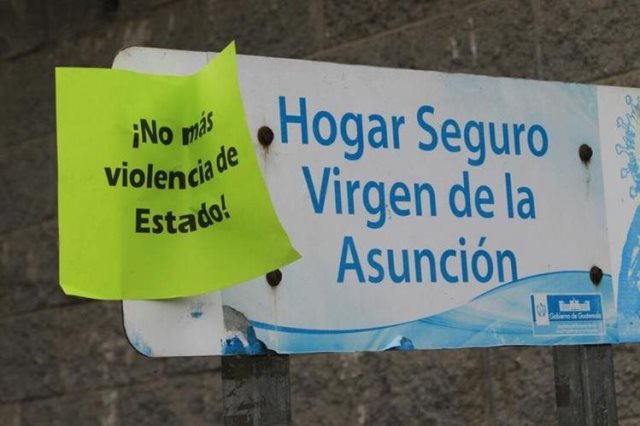 ¡No más
violencia de
Estado!
Hogar Seguro
Virgen de la
Asunción
Gobierno de Guatemala